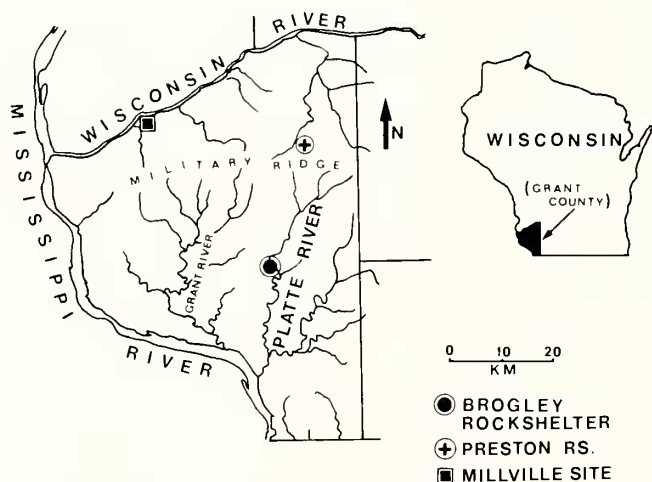 WISCONSIN RIVER
MISSISSIPPI RIVER
MILITARY RIDGE
GRANT RIVER
PLATTE RIVER
N
WISCONSIN
(GRANT
COUNTY)
0 10 20
KM
BROGLEY
ROCKSHELTER
PRESTON RS.
MILLVILLE SITE